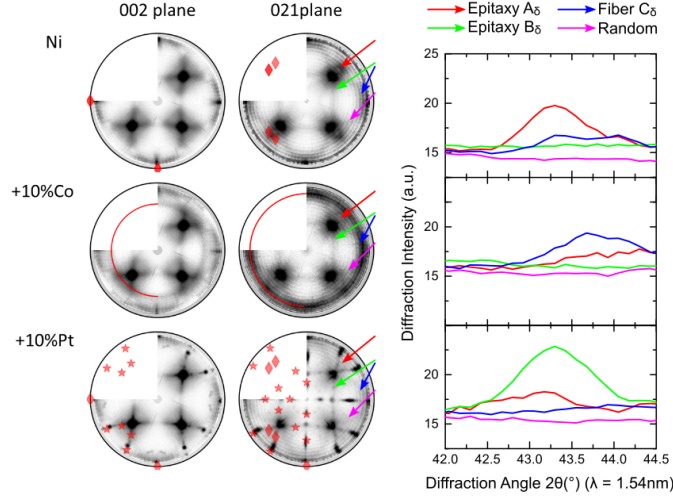 002 plane
021plane
Epitaxy Aδ
Fiber Cδ
Epitaxy Bδ
Random
Ni
+10%Co
+10%Pt
Diffraction Intensity (a.u.)
25
20
15
25
20
15
25
20
15
42.0
42.5
43.0
43.5
44.0
44.5
Diffraction Angle 2θ(°) (λ = 1.54nm)